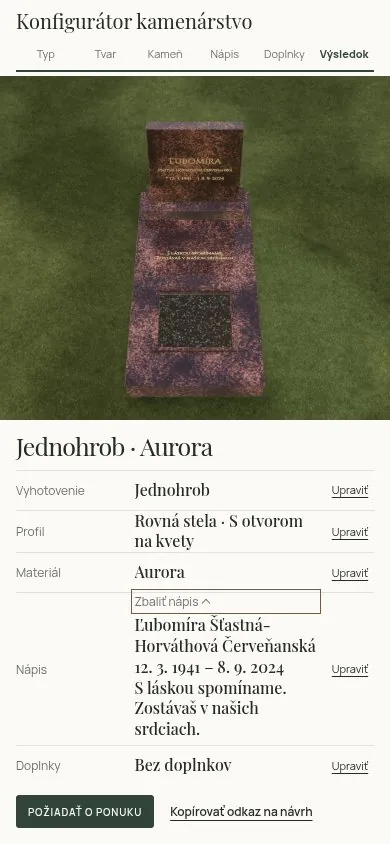 Konfigurátor kamenárstvo
Typ Tvar Kameň Nápis Doplnky Výsledok
ĽUBOMÍRA
Jednohrob · Aurora
Vyhotovenie Jednohrob Upraviť
Profil Rovná stela · S otvorom na kvety Upraviť
Materiál Aurora Upraviť
Zbaliť nápis
Nápis Upraviť
Ľubomíra Šťastná-
Horváthová Červeňanská
12. 3. 1941 – 8. 9. 2024
S láskou spomíname.
Zostávaš v našich
srdciach.
Doplnky Bez doplnkov Upraviť
POŽIADAŤ O PONUKU Kopírovať odkaz na návrh